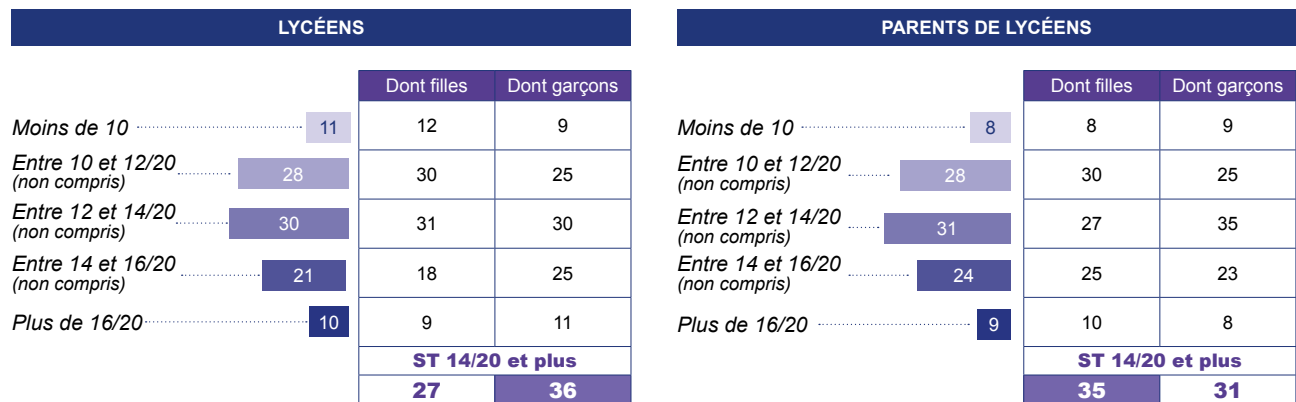 LYCÉENS
Dont filles Dont garçons
Moins de 10 11 12 9
Entre 10 et 12/20
(non compris) 28 30 25
Entre 12 et 14/20
(non compris) 30 31 30
Entre 14 et 16/20
(non compris) 21 18 25
Plus de 16/20 10 9 11
ST 14/20 et plus
27 36
PARENTS DE LYCÉENS
Dont filles Dont garçons
Moins de 10 8 8 9
Entre 10 et 12/20
(non compris) 28 30 25
Entre 12 et 14/20
(non compris) 31 27 35
Entre 14 et 16/20
(non compris) 24 25 23
Plus de 16/20 9 10 8
ST 14/20 et plus
35 31